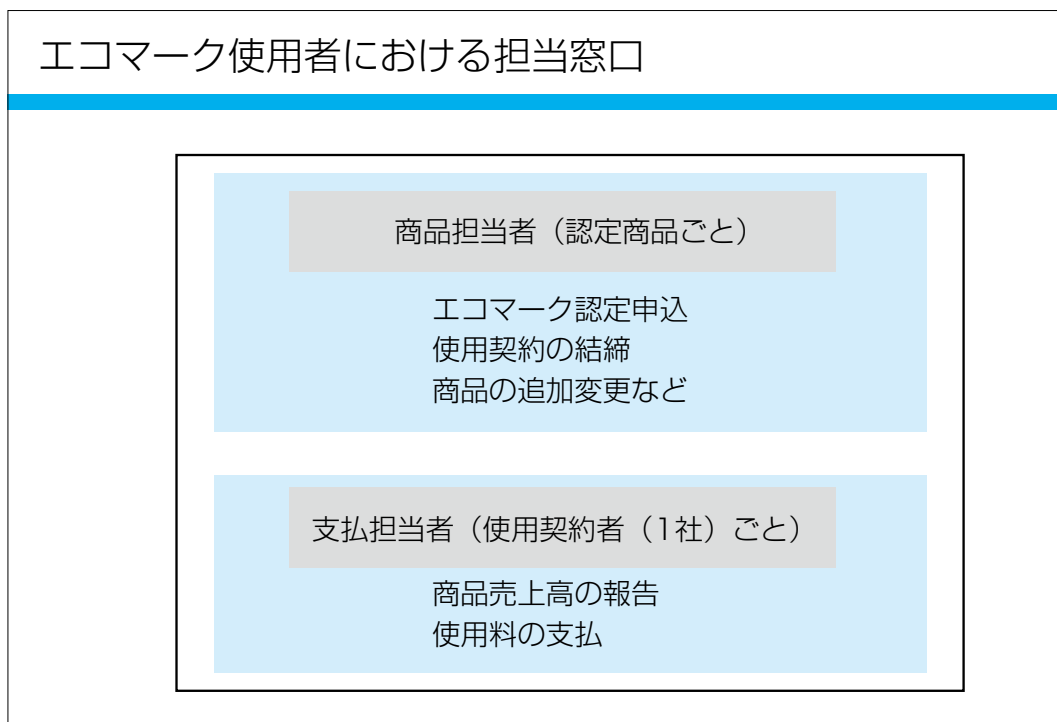 エコマーク使用者における担当窓口
商品担当者（認定商品ごと）
エコマーク認定申込
使用契約の結締
商品の追加変更など
支払担当者（使用契約者（1社）ごと）
商品売上高の報告
使用料の支払